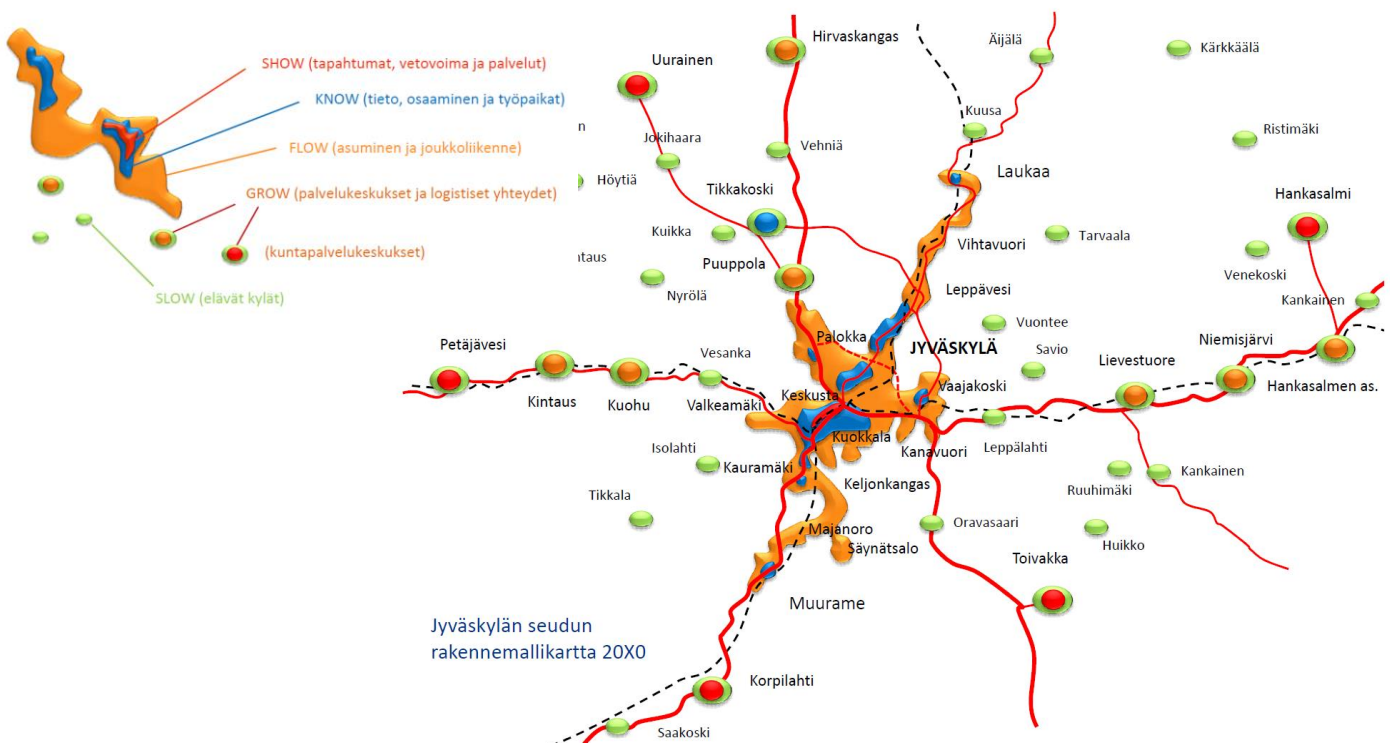 SHOW (tapahtumat, vetovoima ja palvelut)
KNOW (tieto, osaaminen ja työpaikat)
FLOW (asuminen ja joukkoliikenne)
GROW (palvelukeskukset ja logistiset yhteydet)
(kuntapalvelukeskukset)
SLOW (elävät kylät)
Hirvaskangas
Äijälä
Kärkkäälä
Uurainen
Kuusa
n
Jokihaara
Vehniä
Ristimäki
Höytiä
Tikkakoski
Laukaa
Hankasalmi
Kuikka
Vihtavuori
Tarvaala
ntaus
Puuppola
Venekoski
Nyrölä
Leppävesi
Kankainen
Vuontee
Petäjävesi
Vesanka
Palokka
JYVÄSKYLÄ
Savio
Lievestuore
Niemisjärvi
Kintaus
Kuohu
Valkeamäki
Keskusta
Vaajakoski
Hankasalmen as.
Isolahti
Kuokkala
Kanavuori
Leppälahti
Kauramäki
Keljonkangas
Ruuhimäki
Kankainen
Tikkala
Majanoro
Säynätsalo
Oravasaari
Huikko
Toivakka
Muurame
Jyväskylän seudun
rakennemallikartta 20X0
Korpilahti
Saakoski